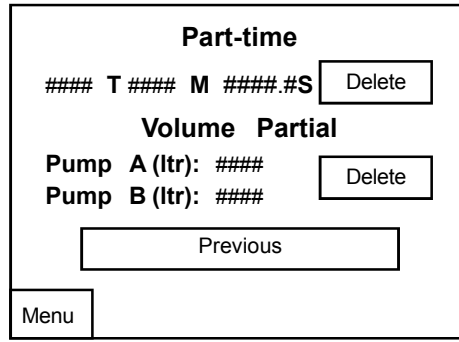 Part-time
#### T #### M ####.#S Delete
Volume Partial
Pump A (ltr): ####
Delete
Pump B (ltr): ####
Previous
Menu